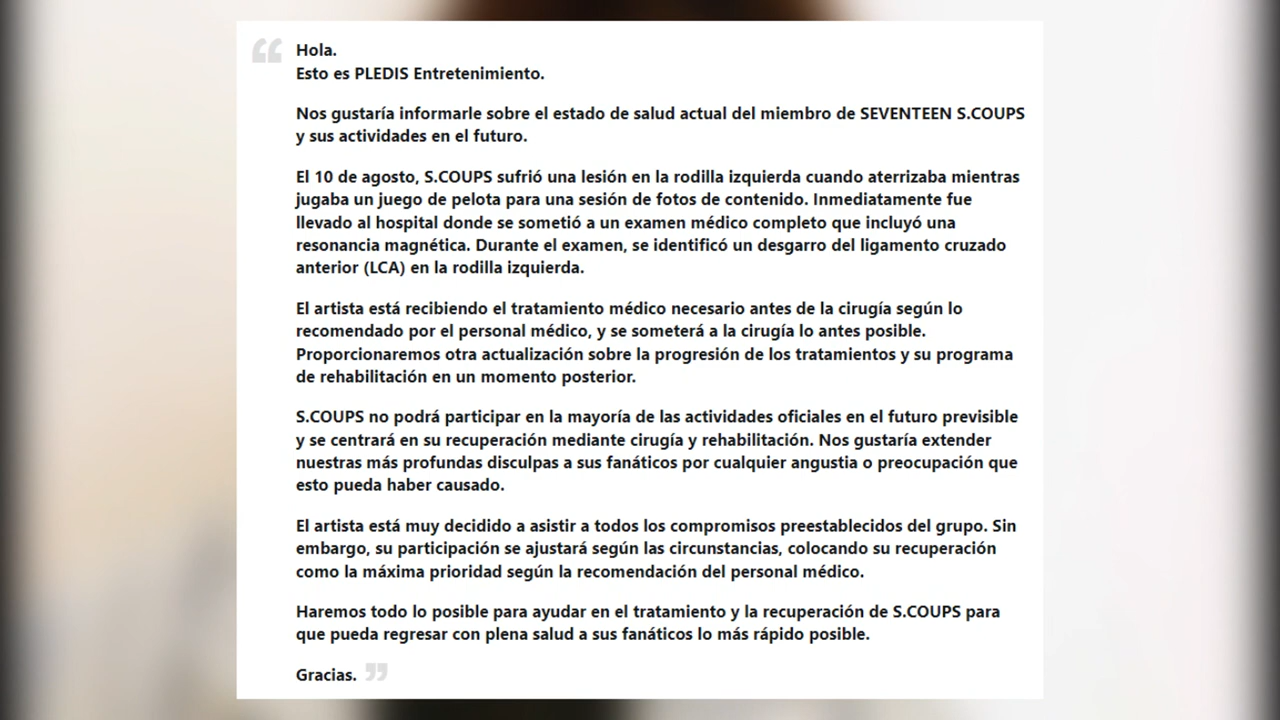 Hola.
Esto es PLEDIS Entretenimiento.
Nos gustaría informarle sobre el estado de salud actual del miembro de SEVENTEEN S.COUPS
y sus actividades en el futuro.
El 10 de agosto, S.COUPS sufrió una lesión en la rodilla izquierda cuando aterrizaba mientras
jugaba un juego de pelota para una sesión de fotos de contenido. Inmediatamente fue
llevado al hospital donde se sometió a un examen médico completo que incluyó una
resonancia magnética. Durante el examen, se identificó un desgarro del ligamento cruzado
anterior (LCA) en la rodilla izquierda.
El artista está recibiendo el tratamiento médico necesario antes de la cirugía según lo
recomendado por el personal médico, y se someterá a la cirugía lo antes posible.
Proporcionaremos otra actualización sobre la progresión de los tratamientos y su programa
de rehabilitación en un momento posterior.
S.COUPS no podrá participar en la mayoría de las actividades oficiales en el futuro previsible
y se centrará en su recuperación mediante cirugía y rehabilitación. Nos gustaría extender
nuestras más profundas disculpas a sus fanáticos por cualquier angustia o preocupación que
esto pueda haber causado.
El artista está muy decidido a asistir a todos los compromisos preestablecidos del grupo. Sin
embargo, su participación se ajustará según las circunstancias, colocando su recuperación
como la máxima prioridad según la recomendación del personal médico.
Haremos todo lo posible para ayudar en el tratamiento y la recuperación de S.COUPS para
que pueda regresar con plena salud a sus fanáticos lo más rápido posible.
Gracias.